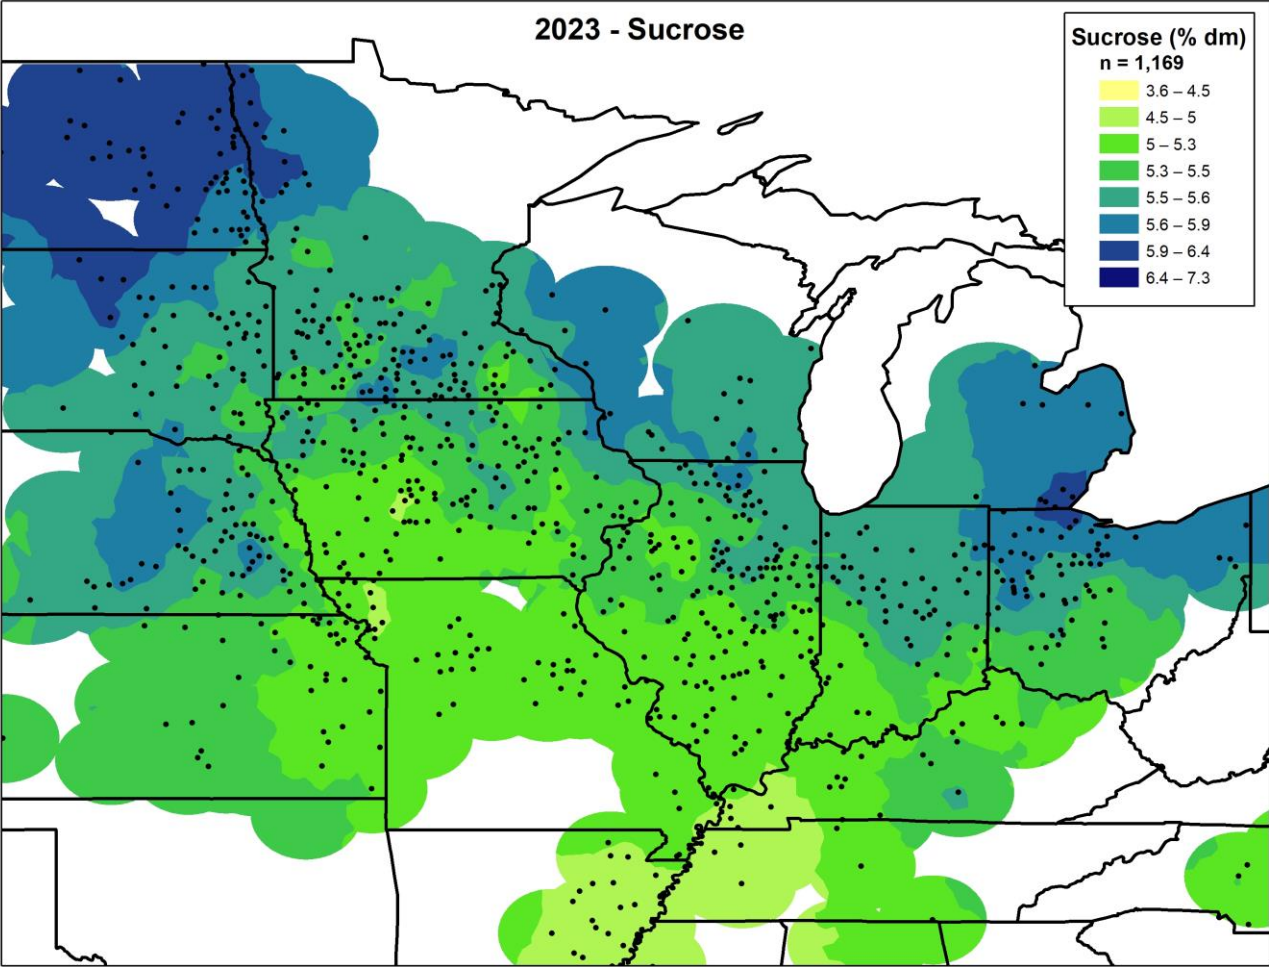 2023 - Sucrose
Sucrose (% dm)
n = 1,169
3.6 – 4.5
4.5 – 5
5 – 5.3
5.3 – 5.5
5.5 – 5.6
5.6 – 5.9
5.9 – 6.4
6.4 – 7.3